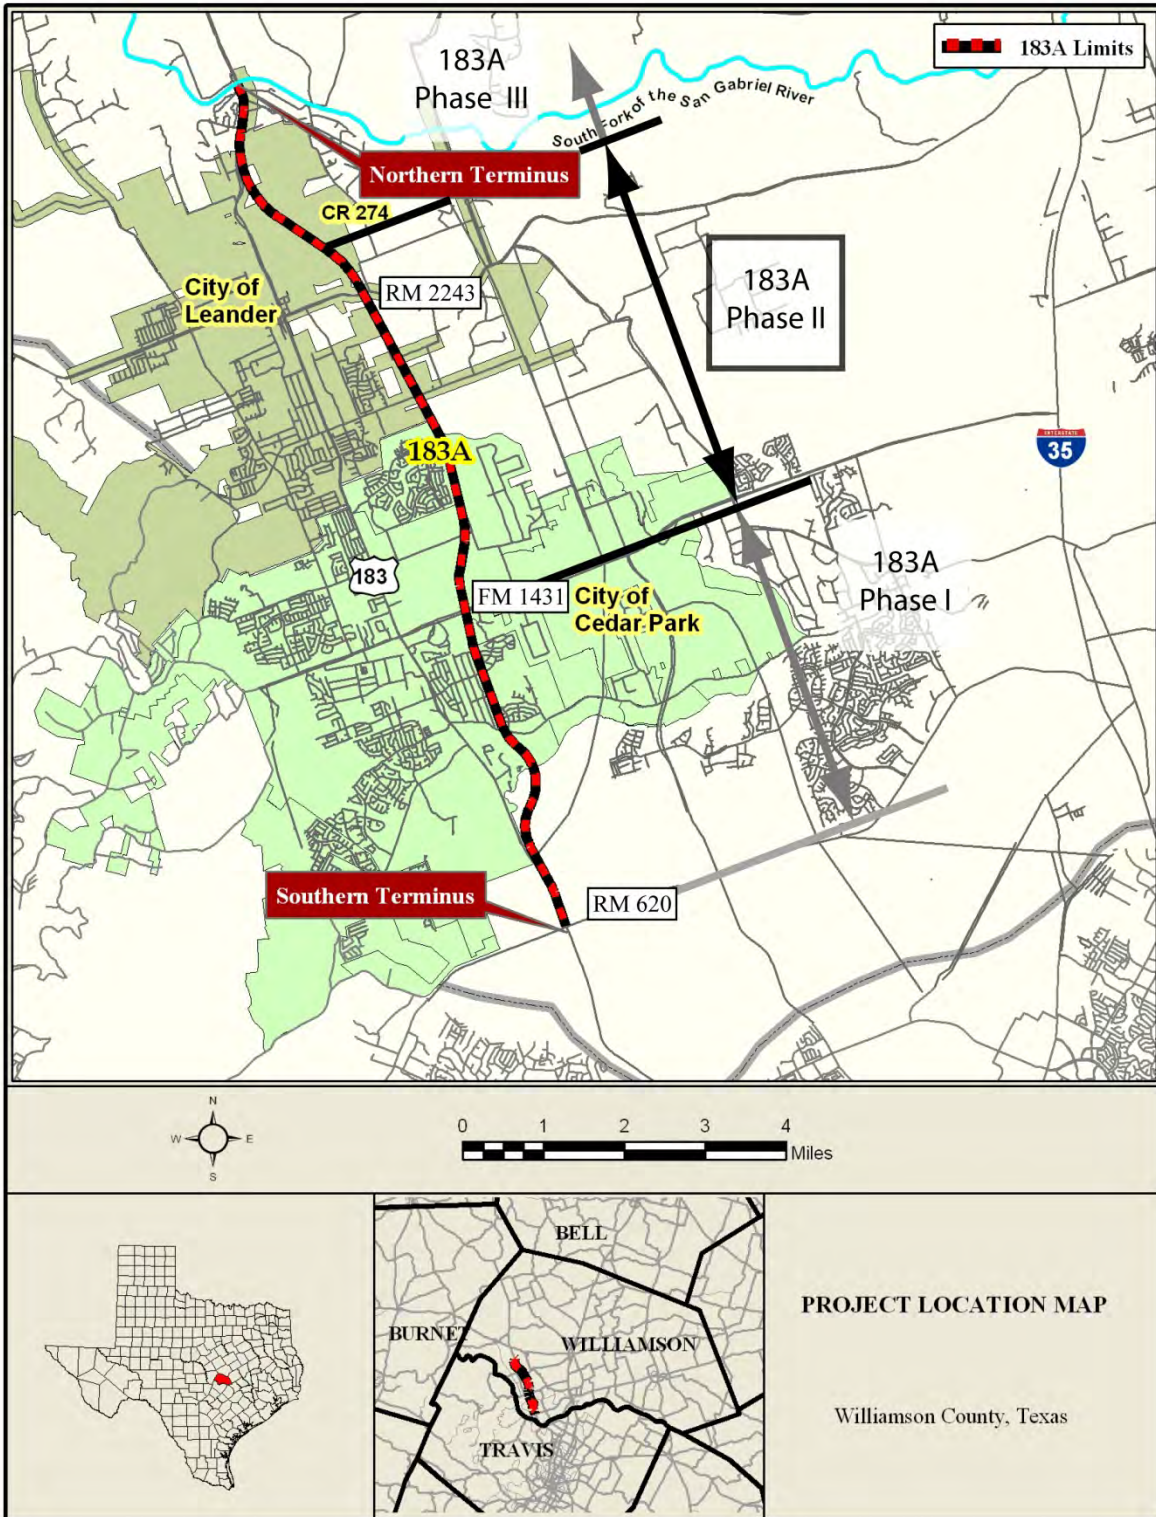 183A Limits
183A
Phase III
South Fork of the San Gabriel River
Northern Terminus
CR 274
RM 2243
City of
Leander
183A
Phase II
183A
INTERSTATE
35
183
FM 1431
City of
Cedar Park
183A
Phase I
Southern Terminus
RM 620
N
W
E
S
0 1 2 3 4
Miles
BELL
BURNET
WILLIAMSON
TRAVIS
PROJECT LOCATION MAP
Williamson County, Texas